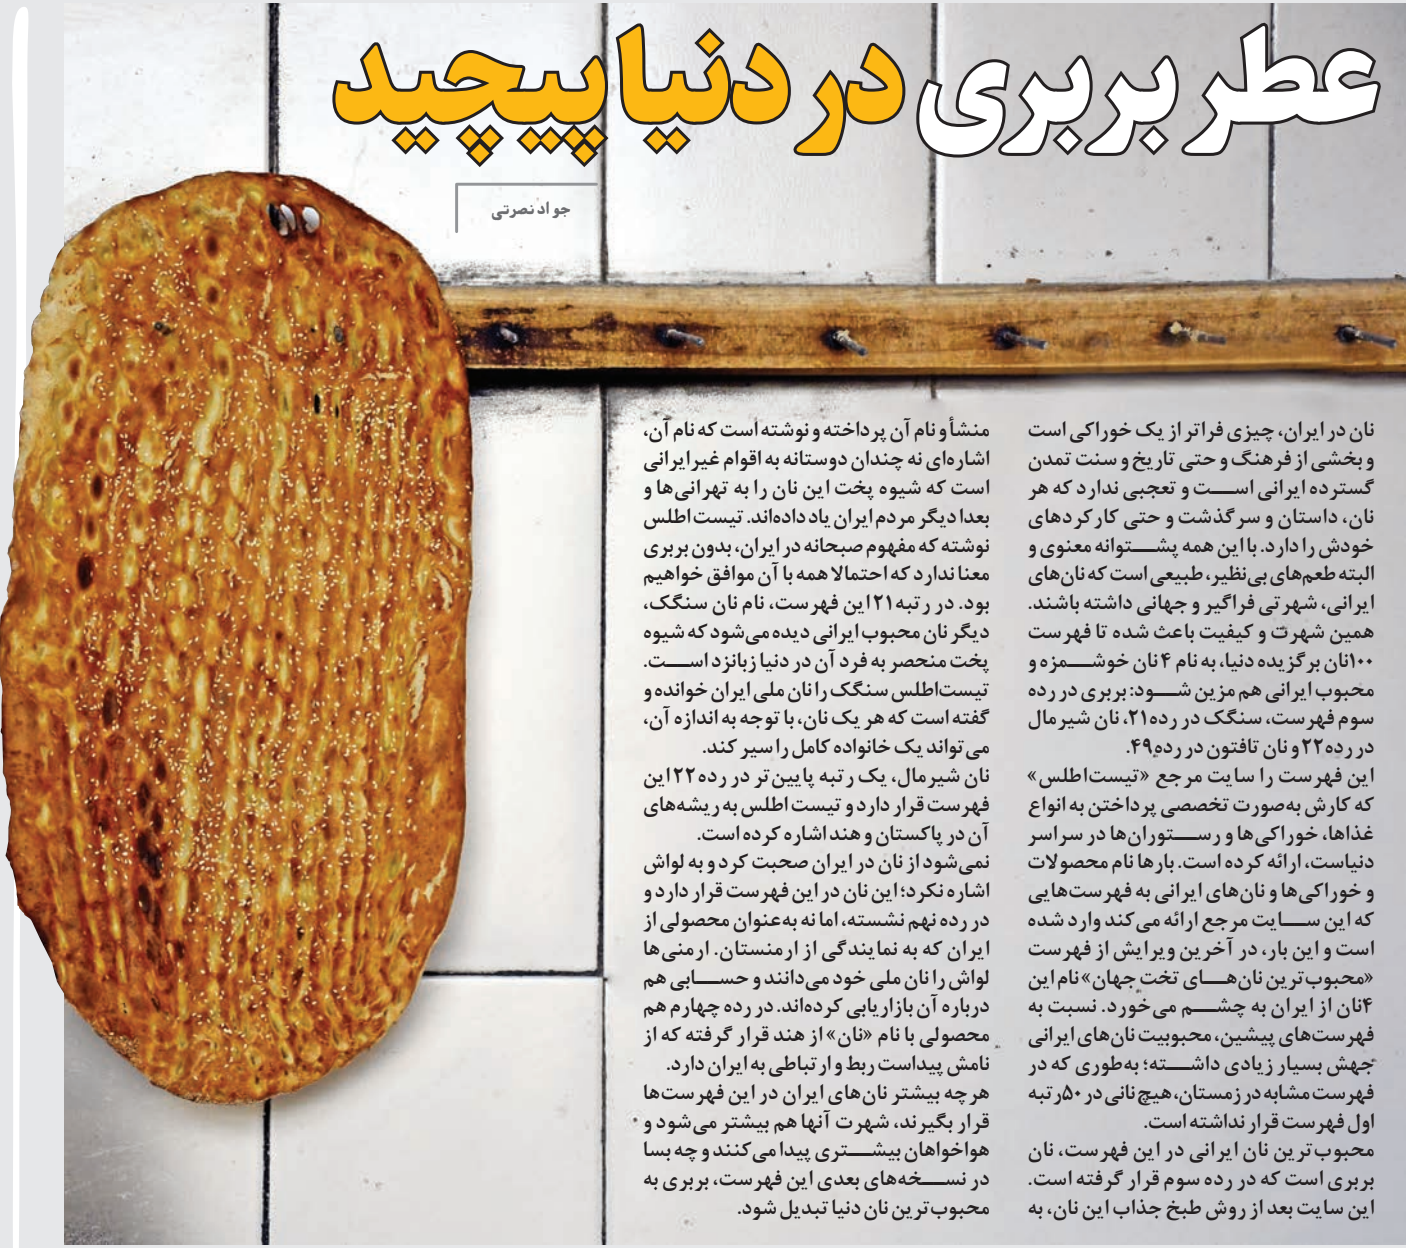 عطر بربری در دنیا پیچید
جواد نصرتی
نان در ایران، چیزی فراتر از یک خوراکی است
و بخشی از فرهنگ و حتی تاریخ و سنت تمدن
گسترده ایرانی است و تعجبی ندارد که هر
نان، داستان و سرگذشت و حتی کارکردهای
خودش را دارد. با این همه پشتوانه معنوی و
البته طعم‌های بی‌نظیر، طبیعی است که نان‌های
ایرانی، شهرتی فراگیر و جهانی داشته باشند.
همین شهرت و کیفیت باعث شده تا فهرست
۱۰۰نان برگزیده دنیا، به نام ۴ نان خوشمزه و
محبوب ایرانی هم مزین شود: بربری در رده
سوم فهرست، سنگک در رده ۲۱، نان شیرمال
در رده ۲۲ و نان تافتون در رده ۴۹.
این فهرست را سایت مرجع «تیست‌اطلس»
که کارش به‌صورت تخصصی پرداختن به انواع
غذاها، خوراکی‌ها و رستوران‌ها در سراسر
دنیاست، ارائه کرده است. بارها نام محصولات
و خوراکی‌ها و نان‌های ایرانی به فهرست‌هایی
که این سایت مرجع ارائه می‌کند وارد شده
است و این بار، در آخرین ویرایش از فهرست
«محبوب‌ترین نان‌های تخت جهان» نام این
۴نان از ایران به چشم می‌خورد. نسبت به
فهرست‌های پیشین، محبوبیت نان‌های ایرانی
جهش بسیار زیادی داشته؛ به‌طوری که در
فهرست مشابه در زمستان، هیچ نانی در ۵۰رتبه
اول فهرست قرار نداشته است.
محبوب‌ترین نان ایرانی در این فهرست، نان
بربری است که در رده سوم قرار گرفته است.
این سایت بعد از روش طبخ جذاب این نان، به
منشأ و نام آن پرداخته و نوشته است که نام آن،
اشاره‌ای نه چندان دوستانه به اقوام غیرایرانی
است که شیوه پخت این نان را به تهرانی‌ها و
بعدا دیگر مردم ایران یاد داده‌اند. تیست اطلس
نوشته که مفهوم صبحانه در ایران، بدون بربری
معنا ندارد که احتمالا همه با آن موافق خواهیم
بود. در رتبه ۲۱ این فهرست، نام نان سنگک،
دیگر نان محبوب ایرانی دیده می‌شود که شیوه
پخت منحصر به فرد آن در دنیا زبانزد است.
تیست‌اطلس سنگک را نان ملی ایران خوانده و
گفته است که هر یک نان، با توجه به اندازه آن،
می‌تواند یک خانواده کامل را سیر کند.
نان شیرمال، یک رتبه پایین‌تر در رده ۲۲ این
فهرست قرار دارد و تیست اطلس به ریشه‌های
آن در پاکستان و هند اشاره کرده است.
نمی‌شود از نان در ایران صحبت کرد و به لواش
اشاره نکرد؛ این نان در این فهرست قرار دارد و
در رده نهم نشسته، اما نه به‌عنوان محصولی از
ایران که به نمایندگی از ارمنستان. ارمنی‌ها
لواش را نان ملی خود می‌دانند و حسابی هم
درباره آن بازاریابی کرده‌اند. در رده چهارم هم
محصولی با نام «نان» از هند قرار گرفته که از
نامش پیداست ربط و ارتباطی به ایران دارد.
هرچه بیشتر نان‌های ایران در این فهرست‌ها
قرار بگیرند، شهرت آنها هم بیشتر می‌شود و
هواخواهان بیشتری پیدا می‌کنند و چه بسا
در نسخه‌های بعدی این فهرست، بربری به
محبوب‌ترین نان دنیا تبدیل شود.